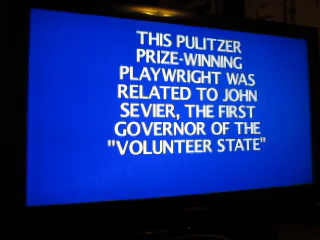 THIS PULITZER
PRIZE-WINNING
PLAYWRIGHT WAS
RELATED TO JOHN
SEVIER, THE FIRST
GOVERNOR OF THE
"VOLUNTEER STATE"